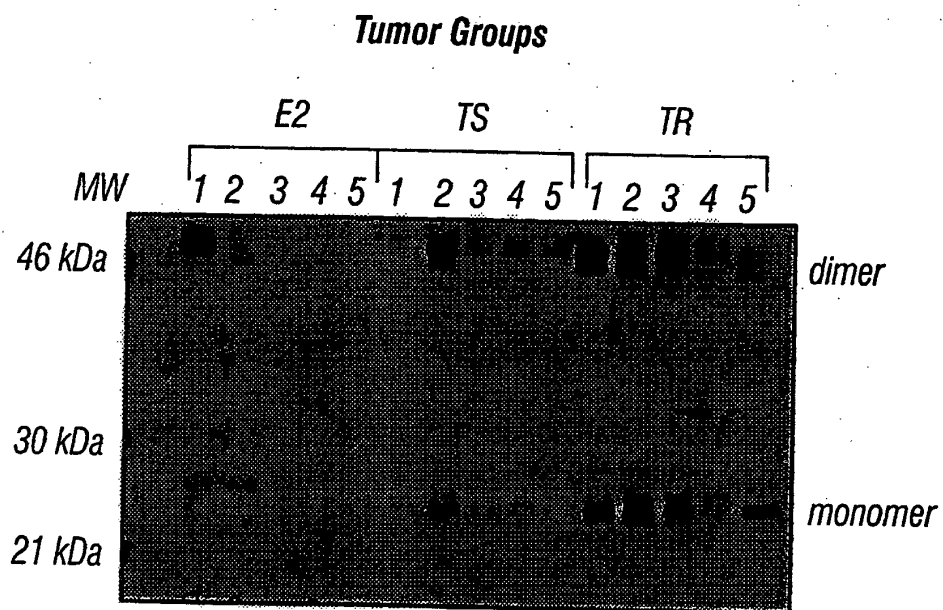 Tumor Groups
E2 TS TR
MW 1 2 3 4 5 1 2 3 4 5 1 2 3 4 5
46 kDa dimer
30 kDa
monomer
21 kDa